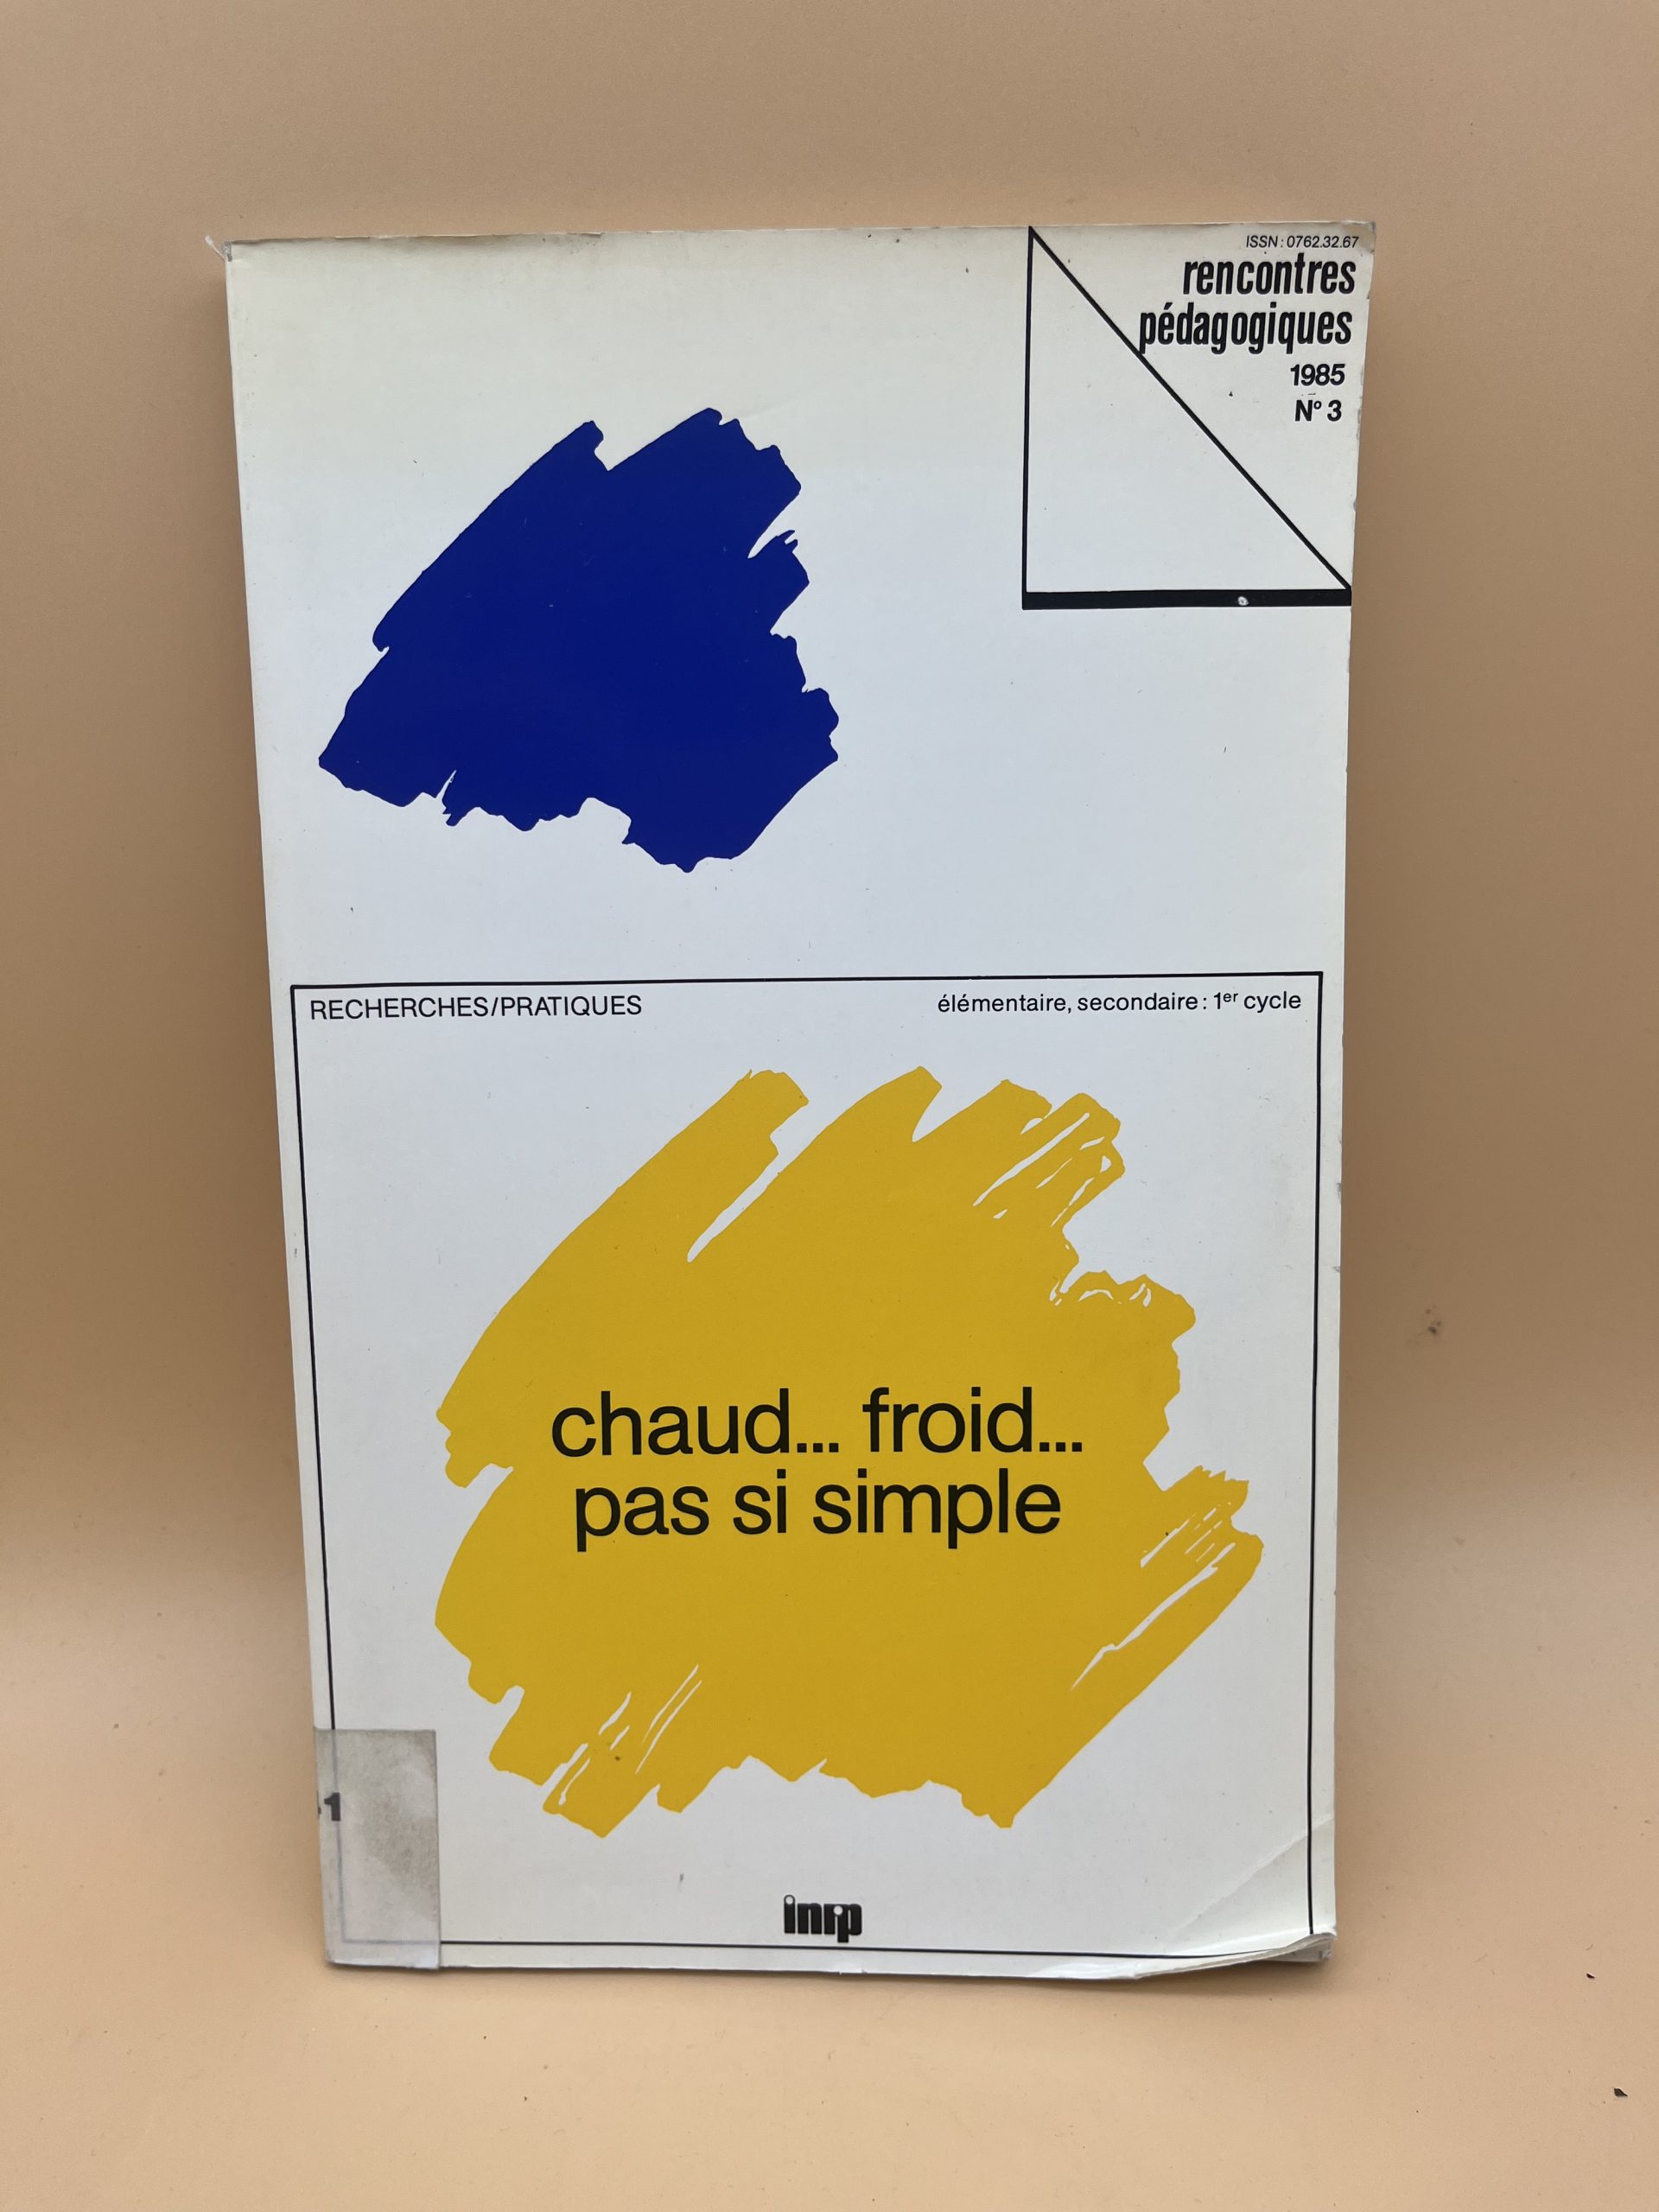 ISSN : 0762.32.67
rencontres
pédagogiques
1985
N° 3
RECHERCHES/PRATIQUES
élémentaire, secondaire : 1er cycle
chaud... froid...
pas si simple
1
inrp